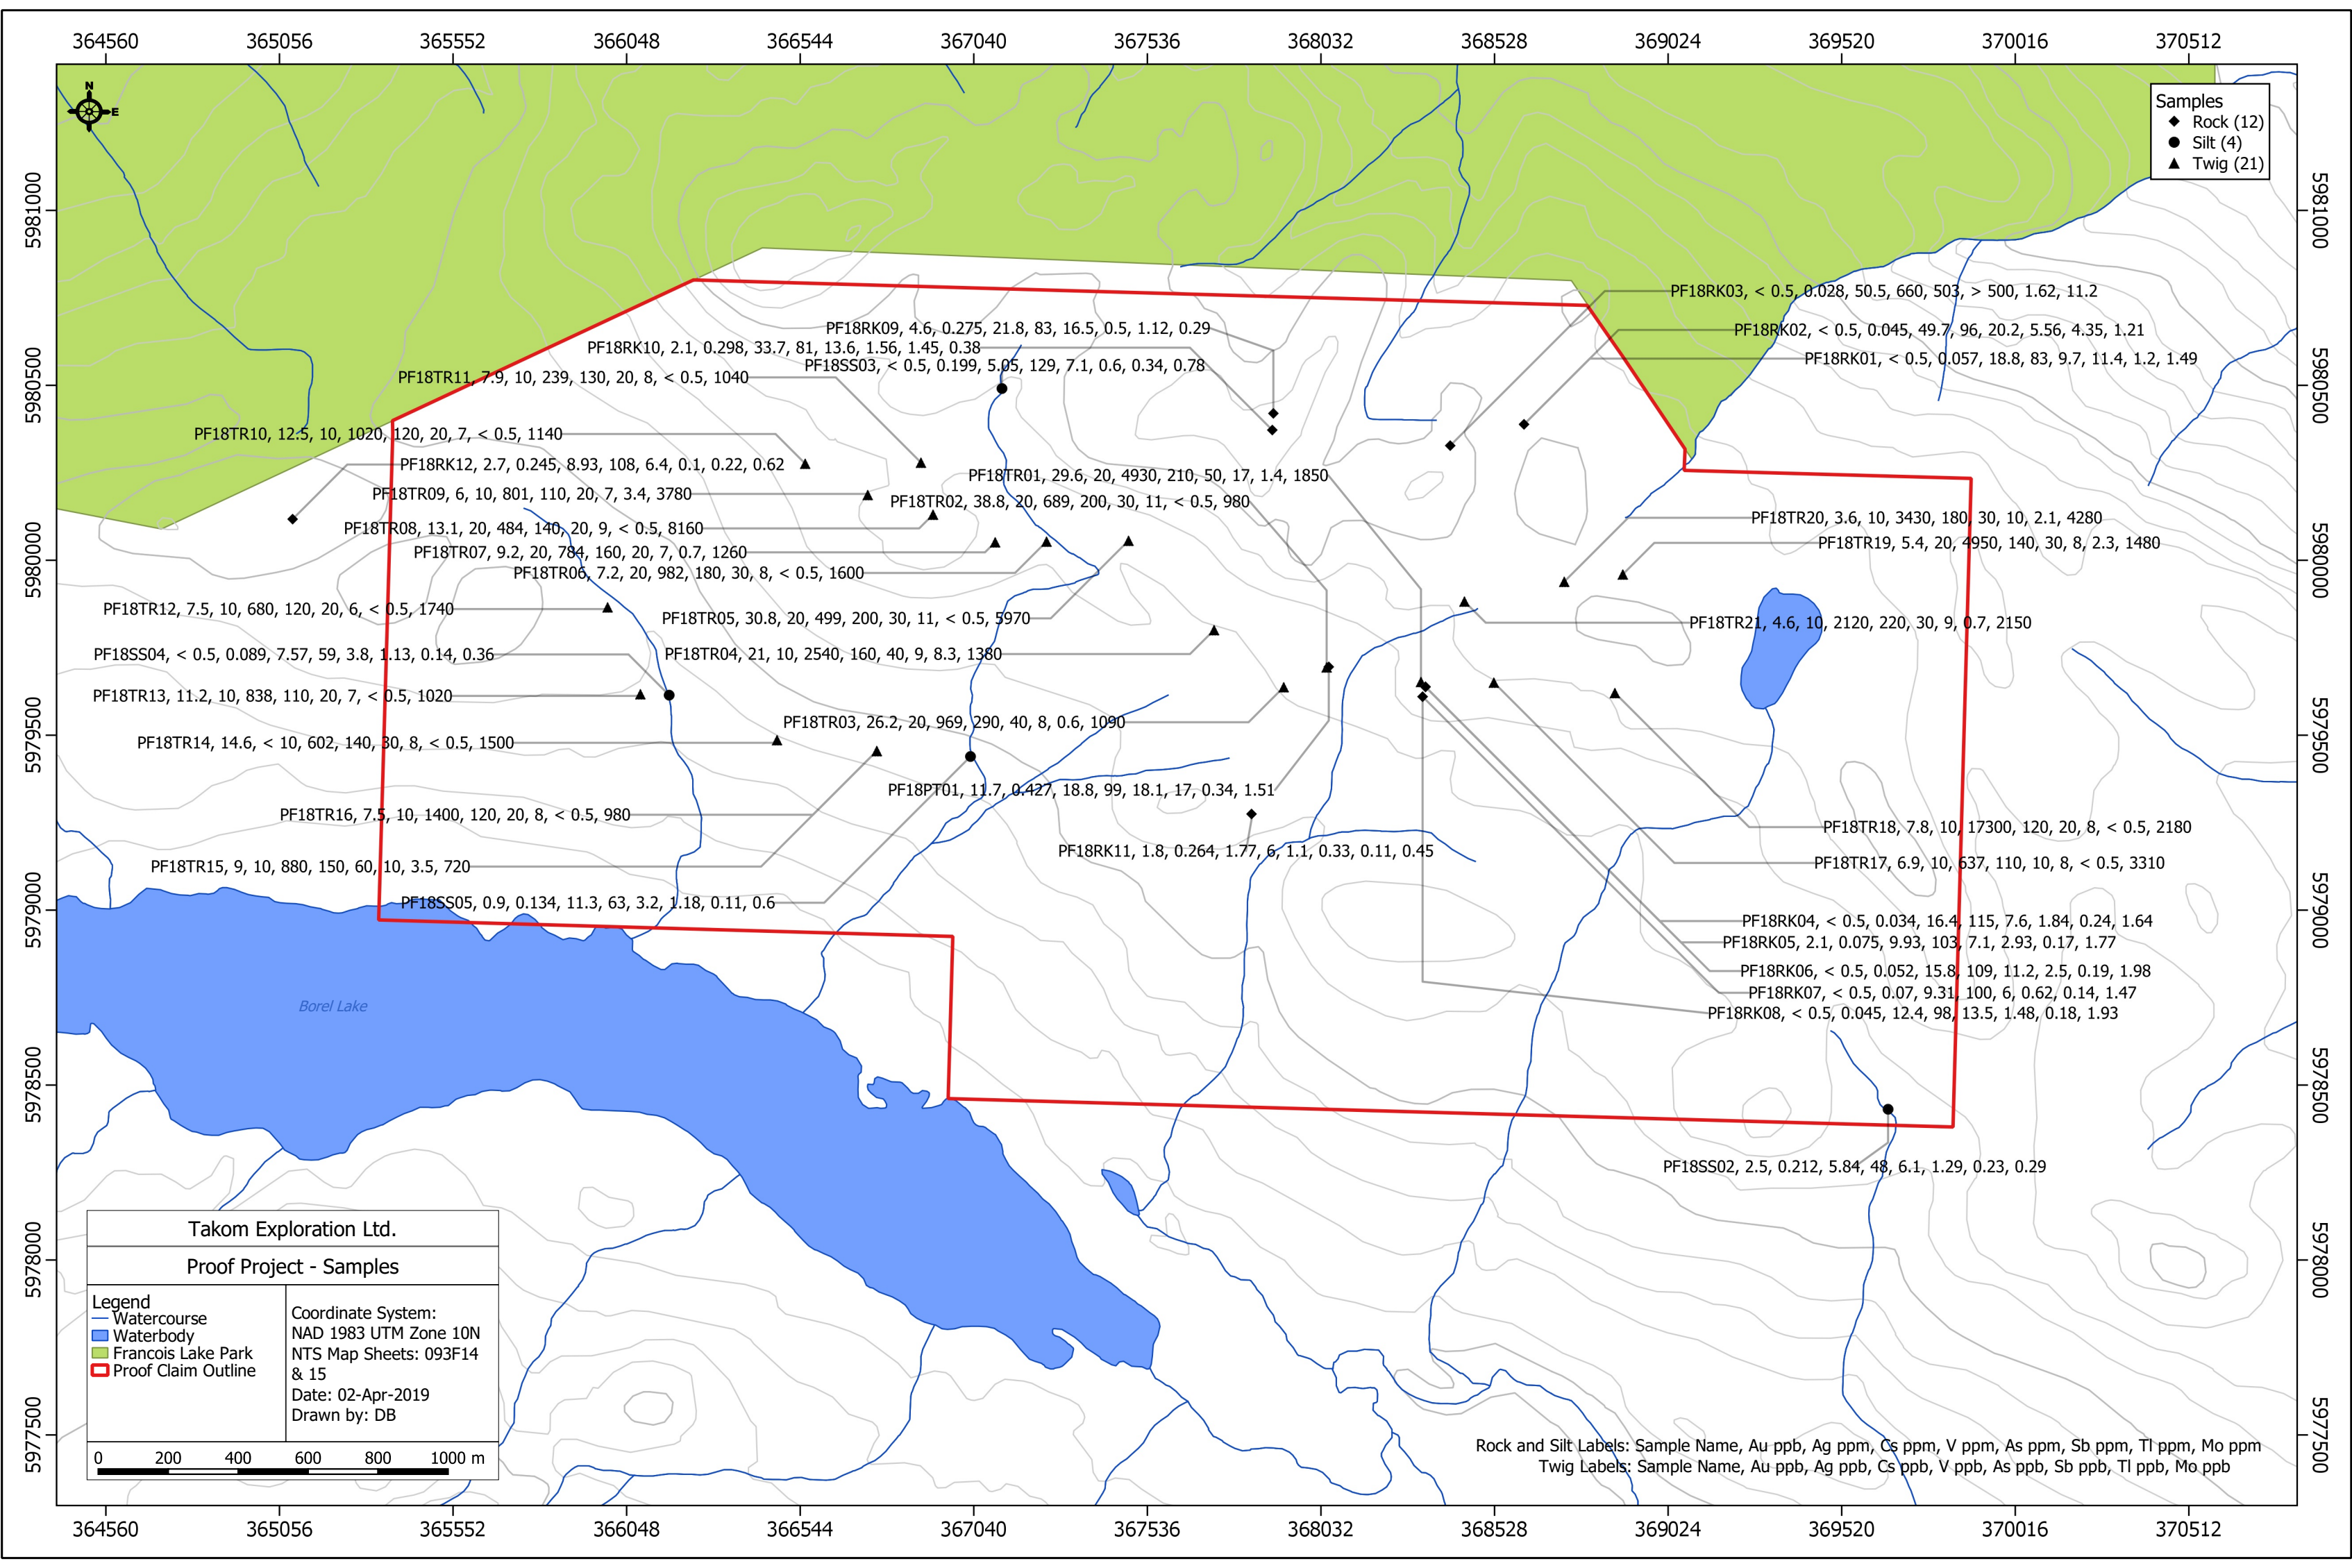 364560 365056 365552 366048 366544 367040 367536 368032 368528 369024 369520 370016 370512
N
E
Samples
Rock (12)
Silt (4)
Twig (21)
5981000
5981000
PF18RK03, < 0.5, 0.028, 50.5, 660, 503, > 500, 1.62, 11.2
PF18RK09, 4.6, 0.275, 21.8, 83, 16.5, 0.5, 1.12, 0.29
PF18RK02, < 0.5, 0.045, 49.7, 96, 20.2, 5.56, 4.35, 1.21
PF18RK10, 2.1, 0.298, 33.7, 81, 13.6, 1.56, 1.45, 0.38
PF18RK01, < 0.5, 0.057, 18.8, 83, 9.7, 11.4, 1.2, 1.49
PF18SS03, < 0.5, 0.199, 5.05, 129, 7.1, 0.6, 0.34, 0.78
PF18TR11, 7.9, 10, 239, 130, 20, 8, < 0.5, 1040
5980500
5980500
PF18TR10, 12.5, 10, 1020, 120, 20, 7, < 0.5, 1140
PF18RK12, 2.7, 0.245, 8.93, 108, 6.4, 0.1, 0.22, 0.62
PF18TR01, 29.6, 20, 4930, 210, 50, 17, 1.4, 1850
PF18TR09, 6, 10, 801, 110, 20, 7, 3.4, 3780
PF18TR02, 38.8, 20, 689, 200, 30, 11, < 0.5, 980
PF18TR20, 3.6, 10, 3430, 180, 30, 10, 2.1, 4280
PF18TR08, 13.1, 20, 484, 140, 20, 9, < 0.5, 8160
PF18TR19, 5.4, 20, 4950, 140, 30, 8, 2.3, 1480
PF18TR07, 9.2, 20, 784, 160, 20, 7, 0.7, 1260
5980000
5980000
PF18TR06, 7.2, 20, 982, 180, 30, 8, < 0.5, 1600
PF18TR12, 7.5, 10, 680, 120, 20, 6, < 0.5, 1740
PF18TR05, 30.8, 20, 499, 200, 30, 11, < 0.5, 5970
PF18TR21, 4.6, 10, 2120, 220, 30, 9, 0.7, 2150
PF18SS04, < 0.5, 0.089, 7.57, 59, 3.8, 1.13, 0.14, 0.36
PF18TR04, 21, 10, 2540, 160, 40, 9, 8.3, 1380
PF18TR13, 11.2, 10, 838, 110, 20, 7, < 0.5, 1020
PF18TR03, 26.2, 20, 969, 290, 40, 8, 0.6, 1090
5979500
5979500
PF18TR14, 14.6, < 10, 602, 140, 30, 8, < 0.5, 1500
PF18PT01, 11.7, 0.427, 18.8, 99, 18.1, 17, 0.34, 1.51
PF18TR16, 7.5, 10, 1400, 120, 20, 8, < 0.5, 980
PF18TR18, 7.8, 10, 17300, 120, 20, 8, < 0.5, 2180
PF18RK11, 1.8, 0.264, 1.77, 6, 1.1, 0.33, 0.11, 0.45
PF18TR17, 6.9, 10, 637, 110, 10, 8, < 0.5, 3310
PF18TR15, 9, 10, 880, 150, 60, 10, 3.5, 720
PF18SS05, 0.9, 0.134, 11.3, 63, 3.2, 1.18, 0.11, 0.6
5979000
5979000
PF18RK04, < 0.5, 0.034, 16.4, 115, 7.6, 1.84, 0.24, 1.64
PF18RK05, 2.1, 0.075, 9.93, 103, 7.1, 2.93, 0.17, 1.77
PF18RK06, < 0.5, 0.052, 15.8, 109, 11.2, 2.5, 0.19, 1.98
PF18RK07, < 0.5, 0.07, 9.31, 100, 6, 0.62, 0.14, 1.47
Borel Lake
PF18RK08, < 0.5, 0.045, 12.4, 98, 13.5, 1.48, 0.18, 1.93
5978500
5978500
PF18SS02, 2.5, 0.212, 5.84, 48, 6.1, 1.29, 0.23, 0.29
5978000
5978000
Takom Exploration Ltd.
Proof Project - Samples
Legend
Watercourse
Waterbody
Francois Lake Park
Proof Claim Outline
Coordinate System:
NAD 1983 UTM Zone 10N
NTS Map Sheets: 093F14
& 15
Date: 02-Apr-2019
Drawn by: DB
0 200 400 600 800 1000 m
5977500
5977500
Rock and Silt Labels: Sample Name, Au ppb, Ag ppm, Cs ppm, V ppm, As ppm, Sb ppm, Tl ppm, Mo ppm
Twig Labels: Sample Name, Au ppb, Ag ppb, Cs ppb, V ppb, As ppb, Sb ppb, Tl ppb, Mo ppb
364560 365056 365552 366048 366544 367040 367536 368032 368528 369024 369520 370016 370512